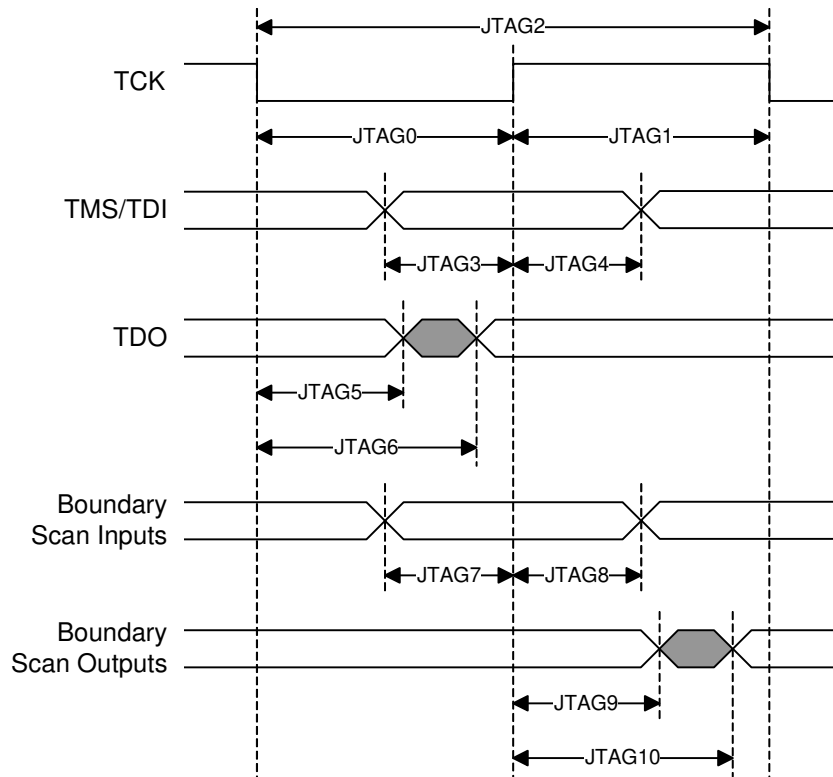 JTAG2
TCK
JTAG0
JTAG1
TMS/TDI
JTAG3
JTAG4
TDO
JTAG5
JTAG6
Boundary
Scan Inputs
JTAG7
JTAG8
Boundary
Scan Outputs
JTAG9
JTAG10